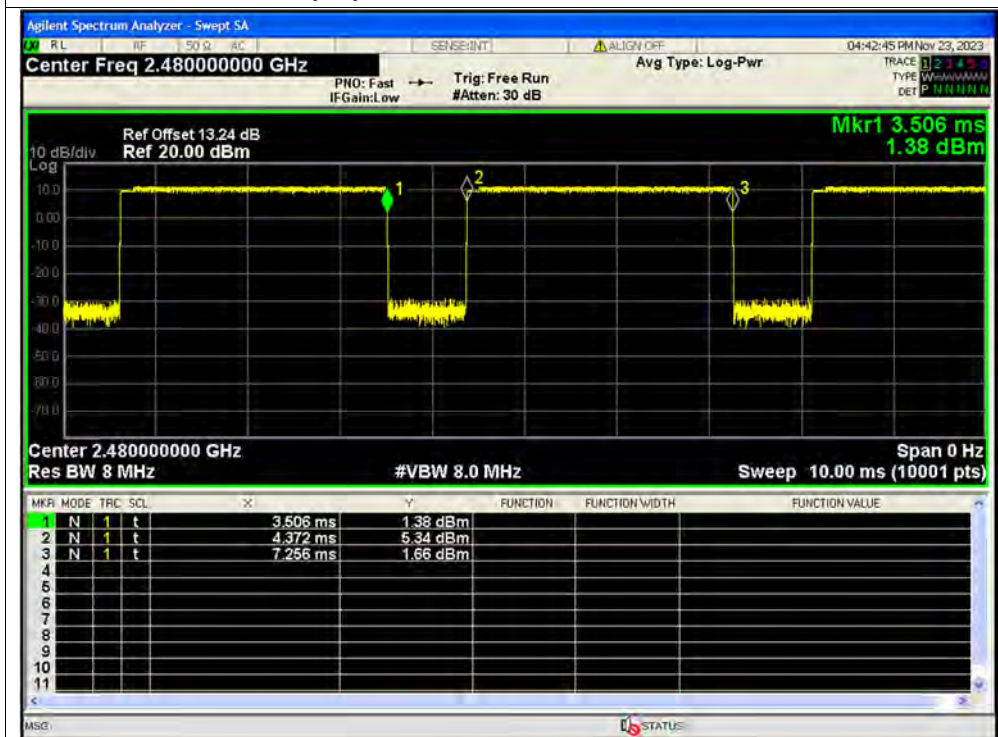 Agilent Spectrum Analyzer - Swept SA
RL RF 50 Ω AC SENSE:INT ALIGN OFF 04:42:45 PM Nov 23, 2023
Center Freq 2.480000000 GHz Avg Type: Log-Pwr TRACE 1 2 3 4 5 6
PNO: Fast Trig: Free Run TYPE W
IFGain:Low #Atten: 30 dB DET P N N N N N
Mkr1 3.506 ms
Ref Offset 13.24 dB
10 dB/div Ref 20.00 dBm 1.38 dBm
Log
10.0
0.00
-10.0
-20.0
-30.0
-40.0
-50.0
-60.0
-70.0
1
2
3
Center 2.480000000 GHz Span 0 Hz
Res BW 8 MHz #VBW 8.0 MHz Sweep 10.00 ms (10001 pts)
MKR MODE TRC SCL X Y FUNCTION FUNCTION WIDTH FUNCTION VALUE
1 N 1 t 3.506 ms 1.38 dBm
2 N 1 t 4.372 ms 5.34 dBm
3 N 1 t 7.256 ms 1.66 dBm
4
5
6
7
8
9
10
11
MSG STATUS